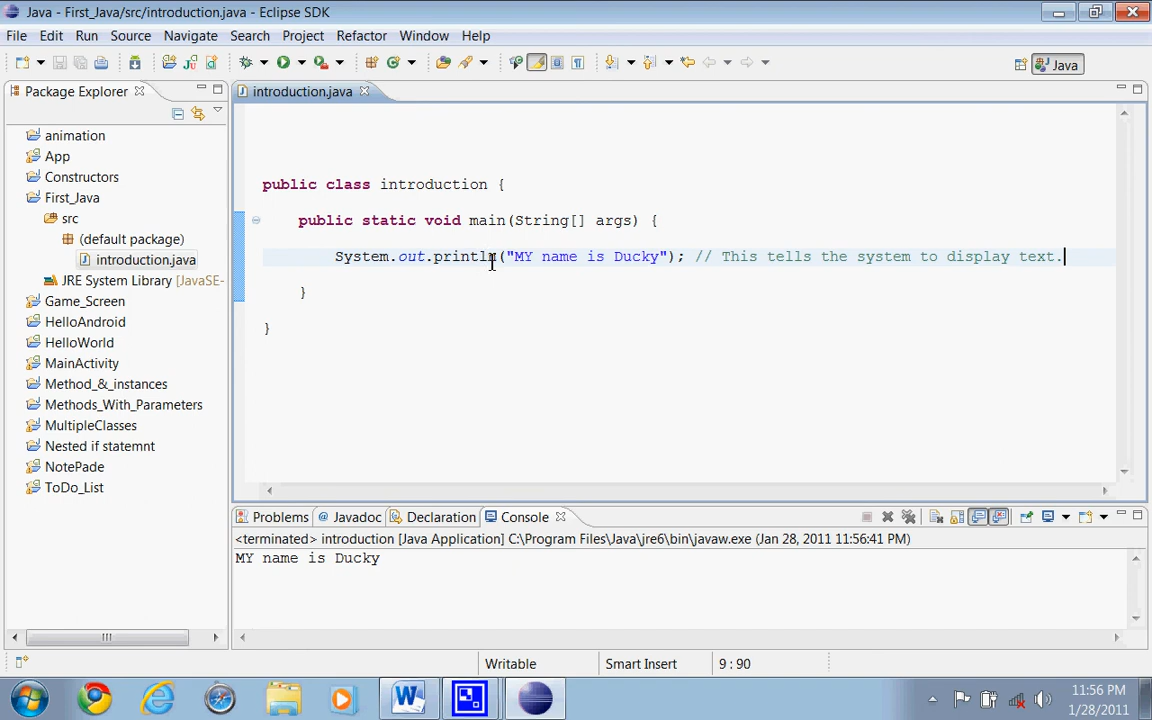 Java - First_Java/src/introduction.java - Eclipse SDK
File Edit Run Source Navigate Search Project Refactor Window Help
Java
Package Explorer
introduction.java
animation
App
Constructors
First_Java
src
(default package)
introduction.java
JRE System Library [JavaSE-
Game_Screen
HelloAndroid
HelloWorld
MainActivity
Method_&_instances
Methods_With_Parameters
MultipleClasses
Nested if statemnt
NotePade
ToDo_List
public class introduction {
public static void main(String[] args) {
System.out.println("MY name is Ducky"); // This tells the system to display text.
}
}
Problems @ Javadoc Declaration Console
<terminated> introduction [Java Application] C:\Program Files\Java\jre6\bin\javaw.exe (Jan 28, 2011 11:56:41 PM)
MY name is Ducky
Writable Smart Insert 9 : 90
11:56 PM
1/28/2011